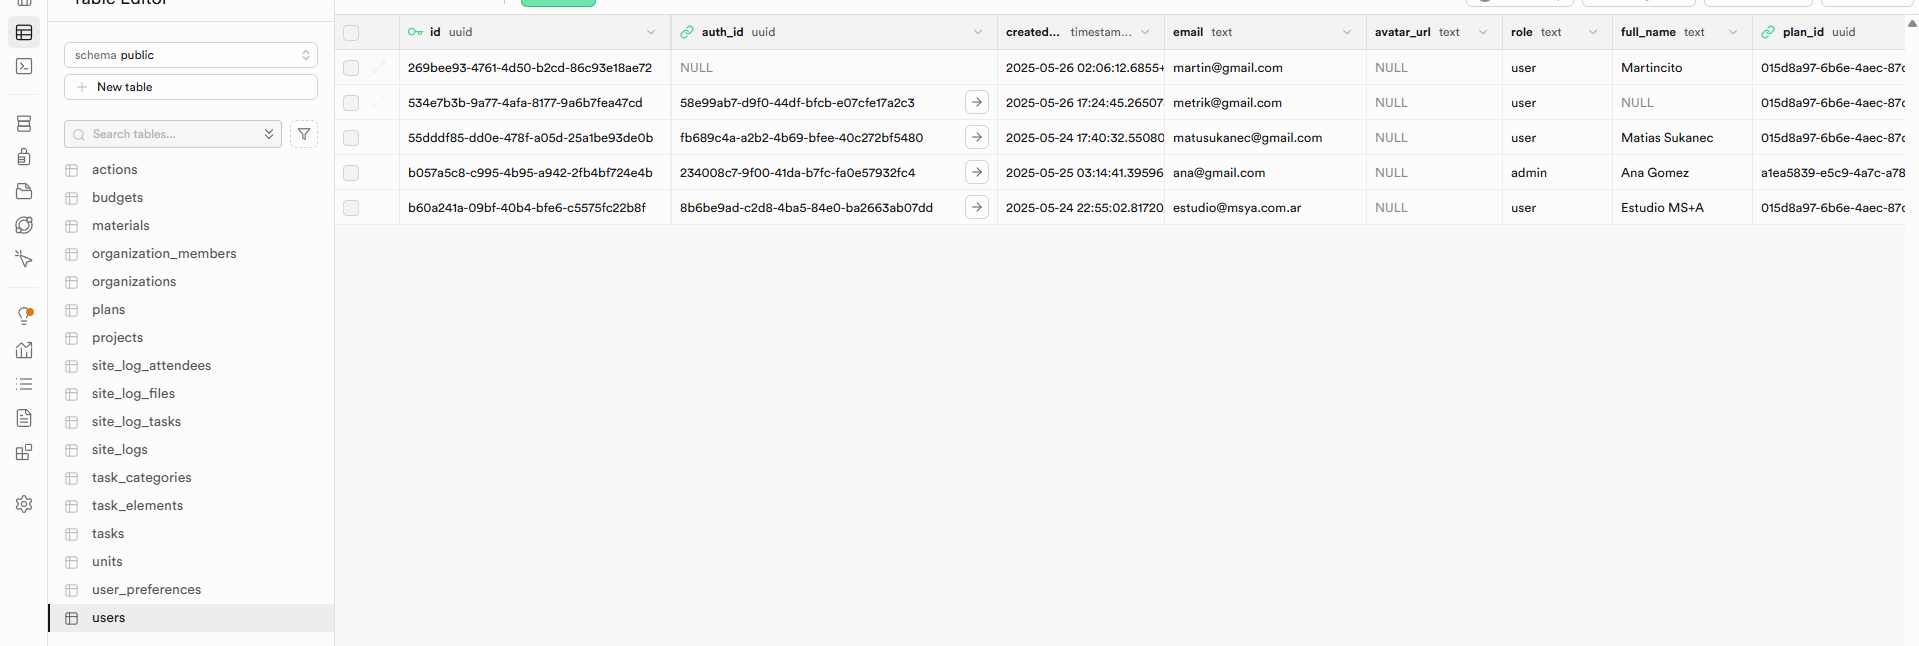 Table Editor
schema public
New table
Search tables...
actions
budgets
materials
organization_members
organizations
plans
projects
site_log_attendees
site_log_files
site_log_tasks
site_logs
task_categories
task_elements
tasks
units
user_preferences
users
id uuid auth_id uuid created... timestam... email text avatar_url text role text full_name text plan_id uuid
269bee93-4761-4d50-b2cd-86c93e18ae72 NULL 2025-05-26 02:06:12.6855+ martin@gmail.com NULL user Martincito 015d8a97-6b6e-4aec-87c
534e7b3b-9a77-4afa-8177-9a6b7fea47cd 58e99ab7-d9f0-44df-bfcb-e07cfe17a2c3 2025-05-26 17:24:45.26507 metrik@gmail.com NULL user NULL 015d8a97-6b6e-4aec-87c
55dddf85-dd0e-478f-a05d-25a1be93de0b fb689c4a-a2b2-4b69-bfee-40c272bf5480 2025-05-24 17:40:32.55080 matusukanec@gmail.com NULL user Matias Sukanec 015d8a97-6b6e-4aec-87c
b057a5c8-c995-4b95-a942-2fb4bf724e4b 234008c7-9f00-41da-b7fc-fa0e57932fc4 2025-05-25 03:14:41.39596 ana@gmail.com NULL admin Ana Gomez a1ea5839-e5c9-4a7c-a78
b60a241a-09bf-40b4-bfe6-c5575fc22b8f 8b6be9ad-c2d8-4ba5-84e0-ba2663ab07dd 2025-05-24 22:55:02.81720 estudio@msya.com.ar NULL user Estudio MS+A 015d8a97-6b6e-4aec-87c